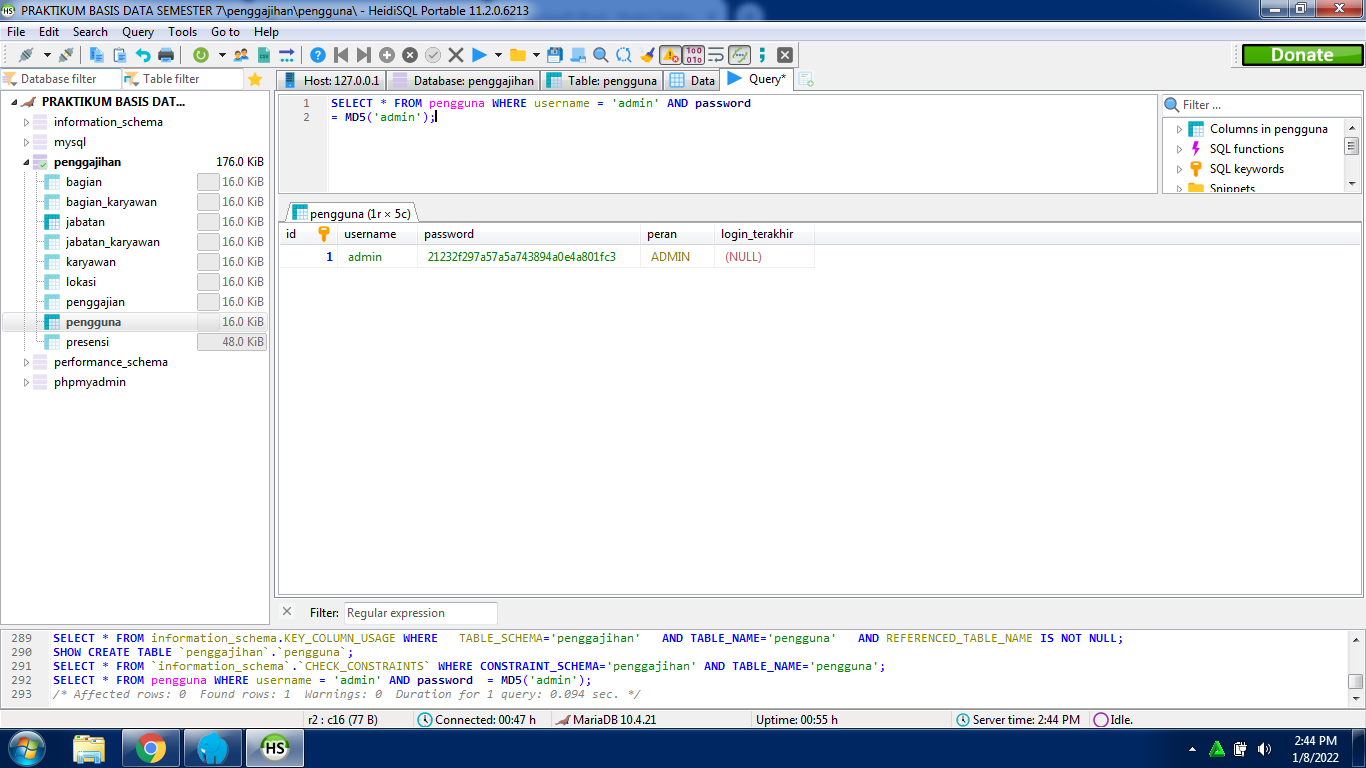 PRAKTIKUM BASIS DATA SEMESTER 7\penggajihan\pengguna\ - HeidiSQL Portable 11.2.0.6213
File Edit Search Query Tools Go to Help
Donate
Database filter Table filter
Host: 127.0.0.1 Database: penggajihan Table: pengguna Data Query*
PRAKTIKUM BASIS DAT...
information_schema
mysql
penggajihan 176.0 KiB
bagian 16.0 KiB
bagian_karyawan 16.0 KiB
jabatan 16.0 KiB
jabatan_karyawan 16.0 KiB
karyawan 16.0 KiB
lokasi 16.0 KiB
penggajian 16.0 KiB
pengguna 16.0 KiB
presensi 48.0 KiB
performance_schema
phpmyadmin
1 SELECT * FROM pengguna WHERE username = 'admin' AND password
2 = MD5('admin');
Filter ...
Columns in pengguna
SQL functions
SQL keywords
Snippets
pengguna (1r × 5c)
id username password peran login_terakhir
1 admin 21232f297a57a5a743894a0e4a801fc3 ADMIN (NULL)
Filter: Regular expression
289 SELECT * FROM information_schema.KEY_COLUMN_USAGE WHERE   TABLE_SCHEMA='penggajihan'   AND TABLE_NAME='pengguna'   AND REFERENCED_TABLE_NAME IS NOT NULL;
290 SHOW CREATE TABLE `penggajihan`.`pengguna`;
291 SELECT * FROM `information_schema`.`CHECK_CONSTRAINTS` WHERE CONSTRAINT_SCHEMA='penggajihan' AND TABLE_NAME='pengguna';
292 SELECT * FROM pengguna WHERE username = 'admin' AND password  = MD5('admin');
293 /* Affected rows: 0  Found rows: 1  Warnings: 0  Duration for 1 query: 0.094 sec. */
r2 : c16 (77 B) Connected: 00:47 h MariaDB 10.4.21 Uptime: 00:55 h Server time: 2:44 PM Idle.
HS
2:44 PM
1/8/2022